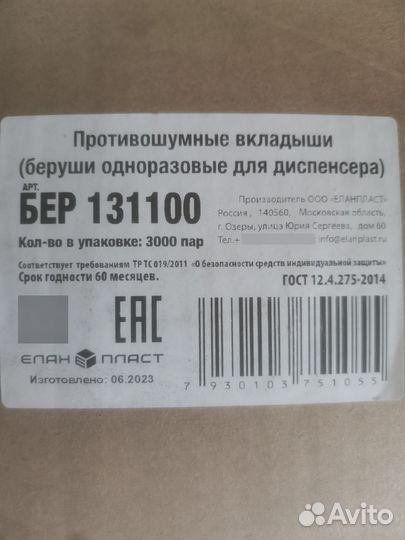 Противошумные вкладыши
(беруши одноразовые для диспенсера)
АРТ.
БЕР 131100
Кол-во в упаковке: 3000 пар
Производитель ООО «ЕЛАНПЛАСТ»
Россия, 140560, Московская область,
г. Озеры, улица Юрия Сергеева, дом 60
Тел.+ info@elanplast.ru
Соответствует требованиям ТР ТС 019/2011 «О безопасности средств индивидуальной защиты»
Срок годности 60 месяцев.
ГОСТ 12.4.275-2014
ЕАС
ЕЛАН ПЛАСТ
Изготовлено: 06.2023
7 930103 751055
Avito